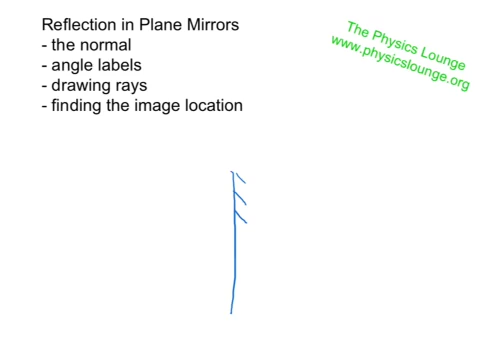 Reflection in Plane Mirrors
- the normal
- angle labels
- drawing rays
- finding the image location
The Physics Lounge
www.physicslounge.org